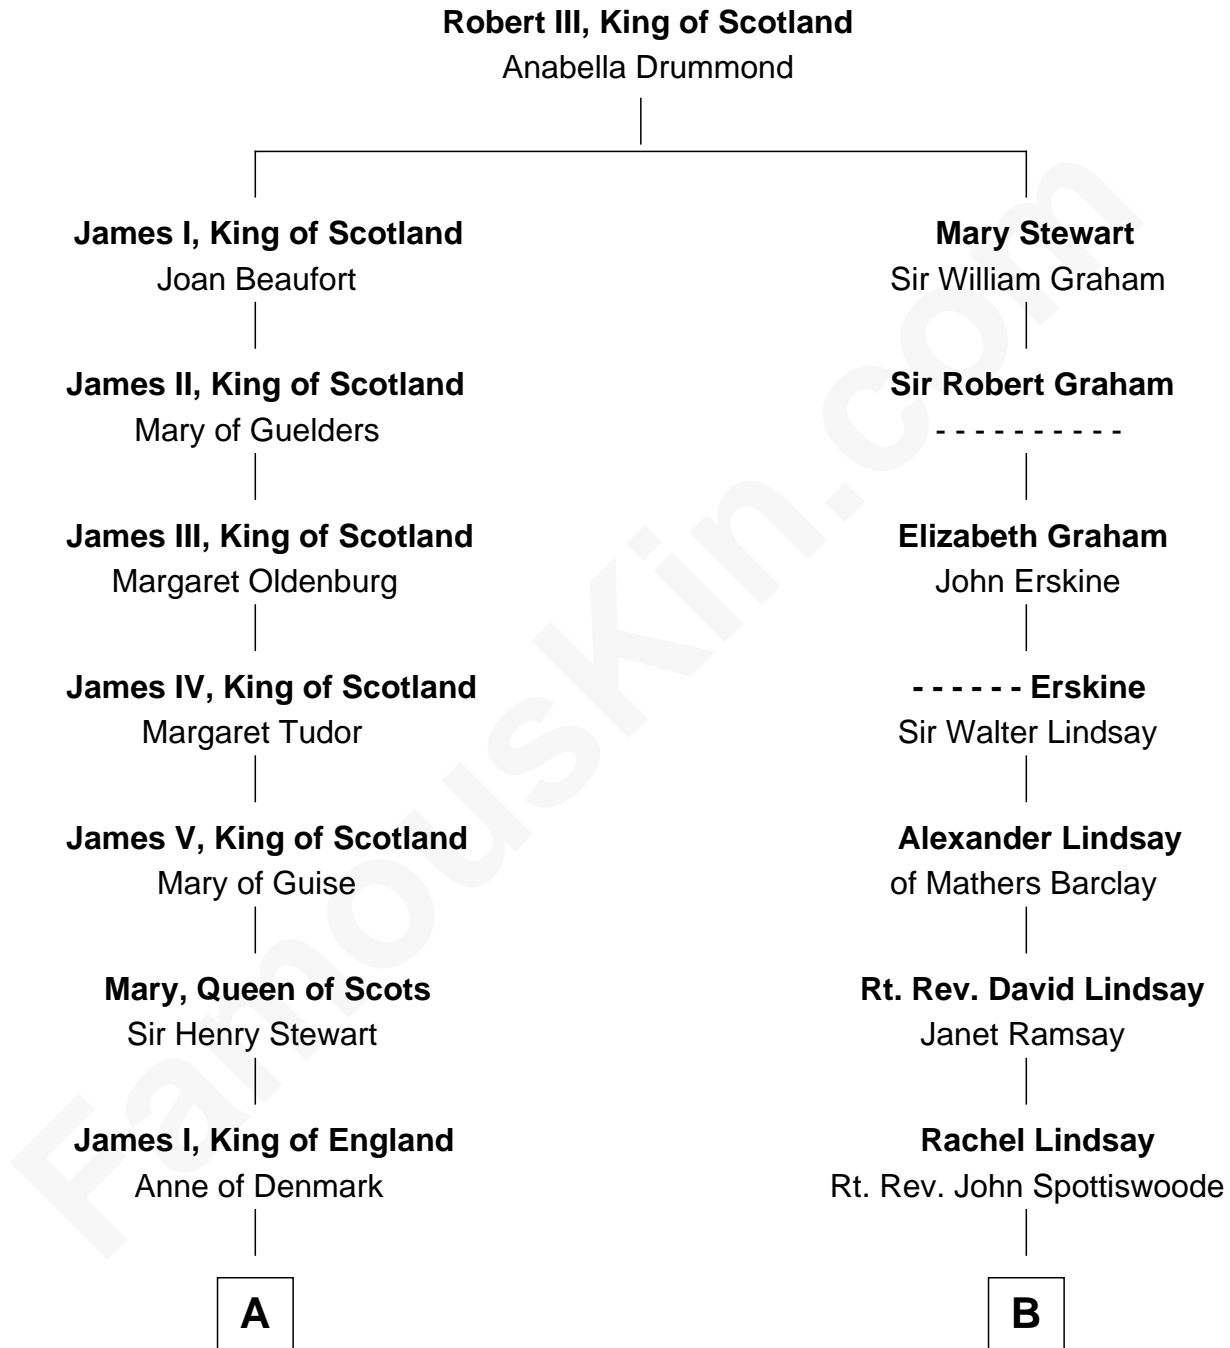 Robert III, King of Scotland
Anabella Drummond
James I, King of Scotland
Joan Beaufort
Mary Stewart
Sir William Graham
James II, King of Scotland
Mary of Guelders
Sir Robert Graham
- - - - - - - - - -
James III, King of Scotland
Margaret Oldenburg
Elizabeth Graham
John Erskine
James IV, King of Scotland
Margaret Tudor
- - - - - - Erskine
Sir Walter Lindsay
James V, King of Scotland
Mary of Guise
Alexander Lindsay
of Mathers Barclay
Mary, Queen of Scots
Sir Henry Stewart
Rt. Rev. David Lindsay
Janet Ramsay
James I, King of England
Anne of Denmark
Rachel Lindsay
Rt. Rev. John Spottiswoode
A
B
FamousKin.com